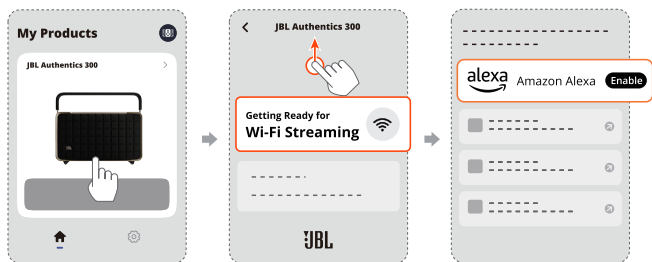 My Products
JBL Authentics 300
JBL
JBL Authentics 300
Getting Ready for
Wi-Fi Streaming
JBL
alexa Amazon Alexa Enable